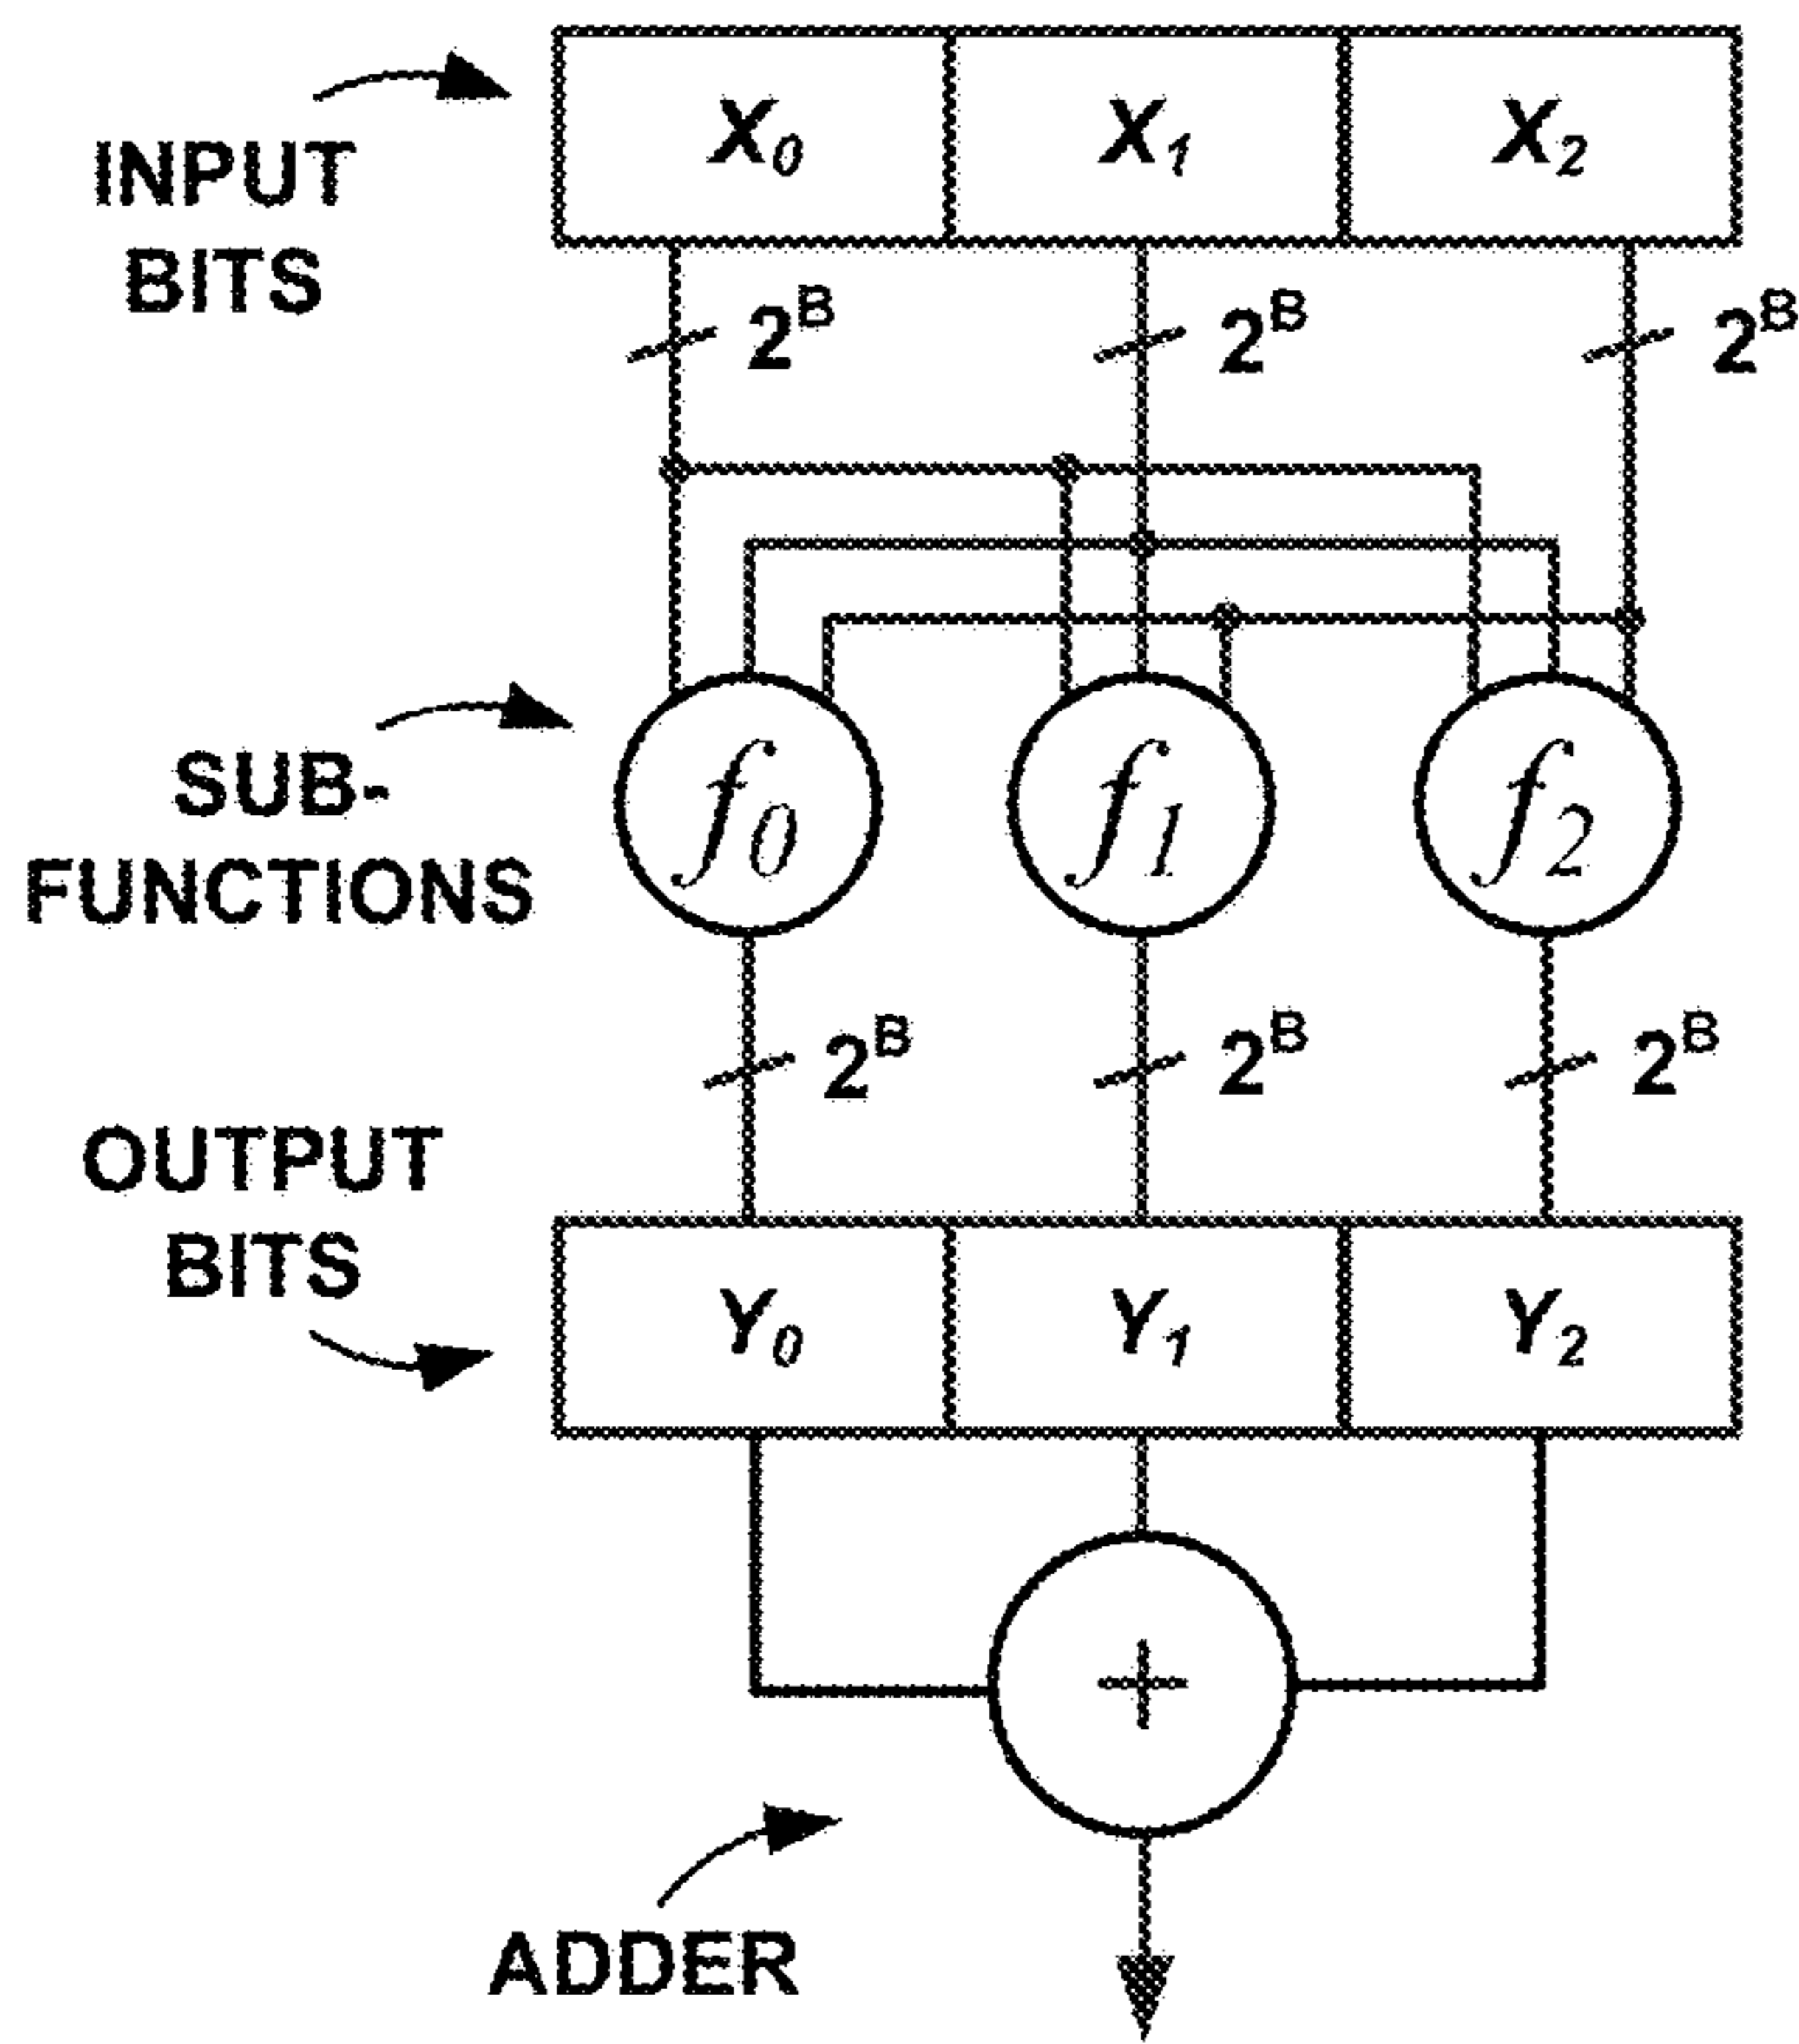 X₀ X₁ X₂
INPUT
BITS
2ᴮ 2ᴮ 2ᴮ
SUB-
FUNCTIONS
f₀ f₁ f₂
2ᴮ 2ᴮ 2ᴮ
OUTPUT
BITS
Y₀ Y₁ Y₂
+
ADDER